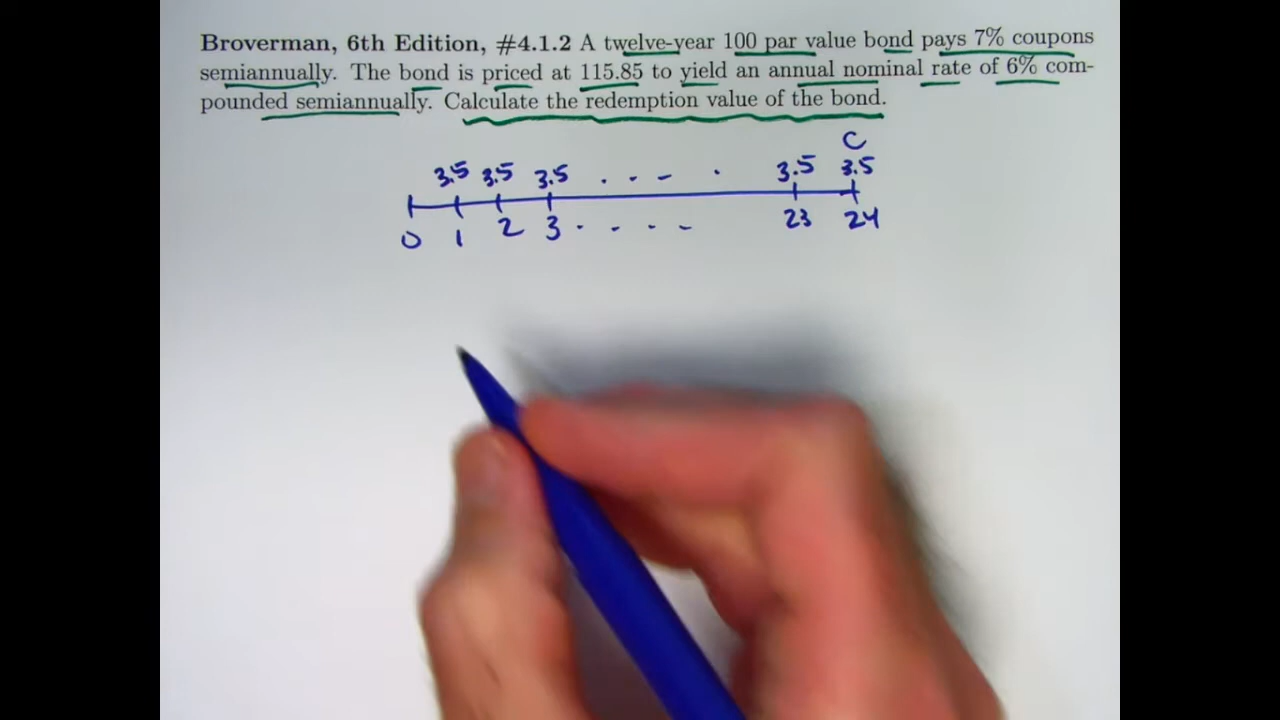 Broverman, 6th Edition, #4.1.2 A twelve-year 100 par value bond pays 7% coupons
semiannually. The bond is priced at 115.85 to yield an annual nominal rate of 6% com-
pounded semiannually. Calculate the redemption value of the bond.
C
3.5 3.5 3.5 . . . . 3.5 3.5
0 1 2 3 . . . . 23 24